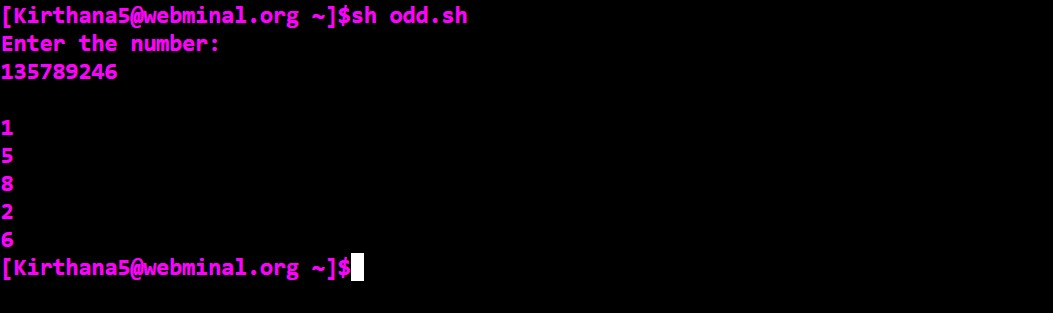 [Kirthana5@webminal.org ~]$sh odd.sh
Enter the number:
135789246
1
5
8
2
6
[Kirthana5@webminal.org ~]$